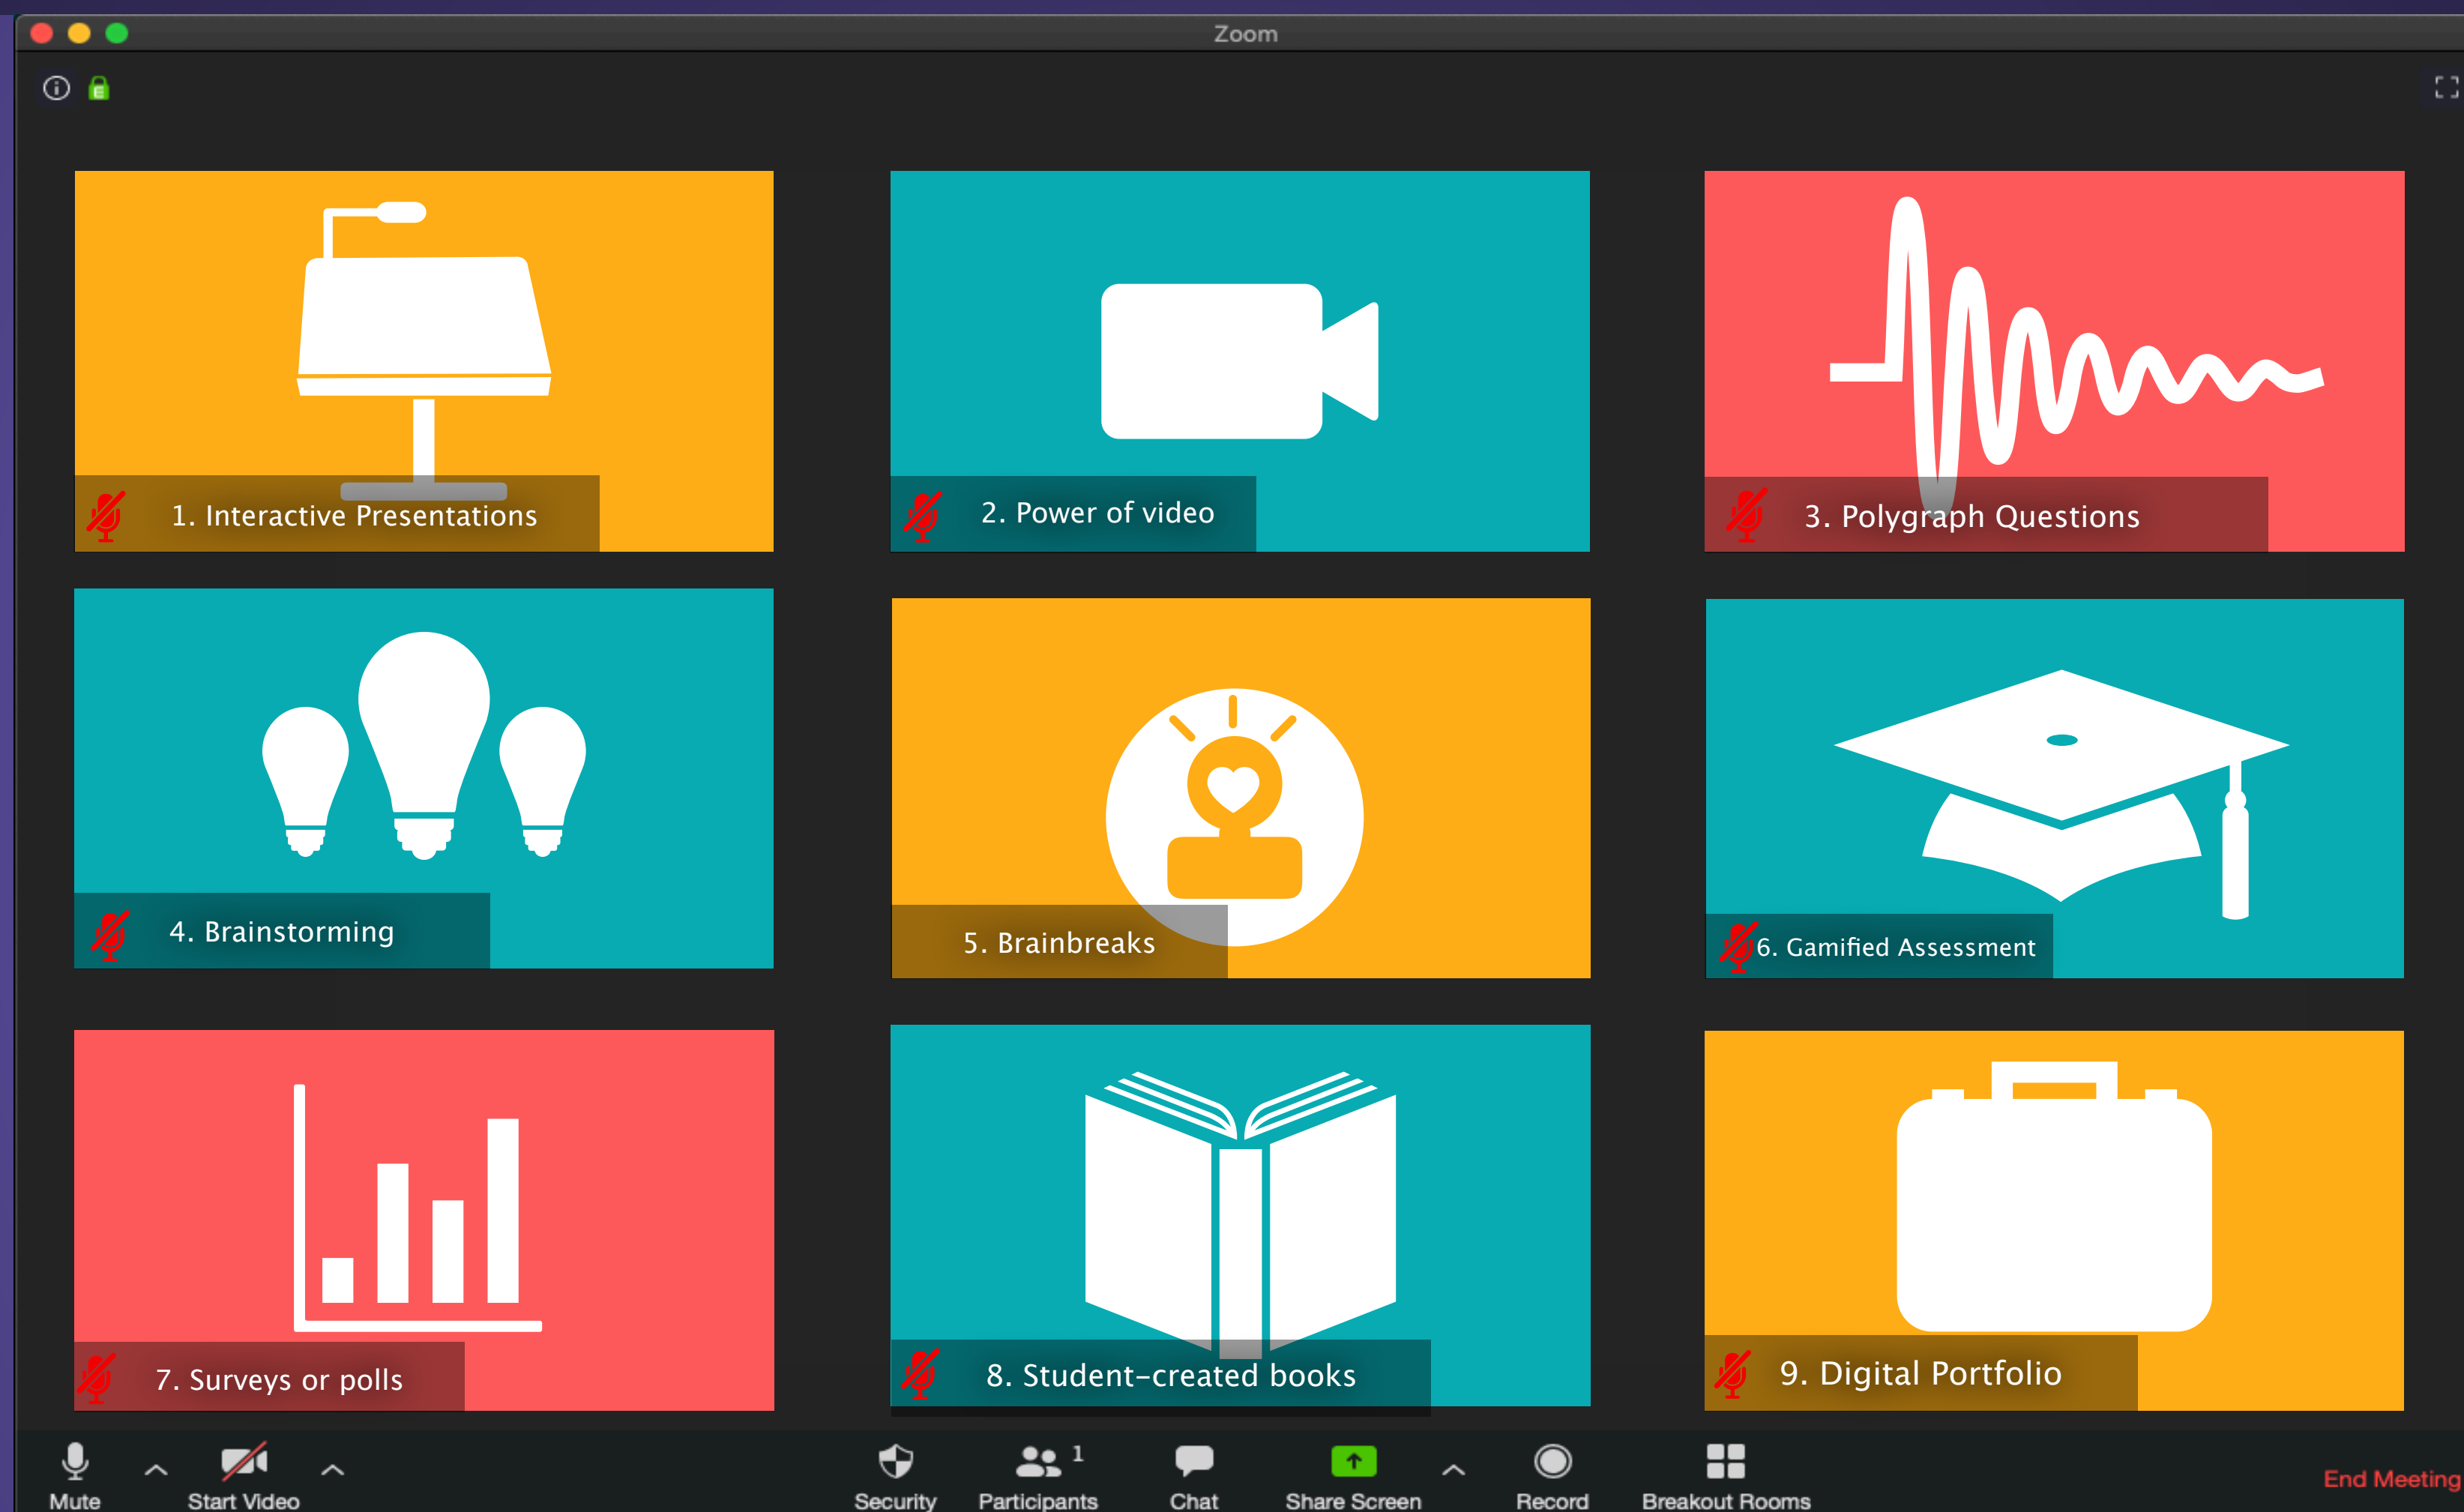 Zoom
1. Interactive Presentations
2. Power of video
3. Polygraph Questions
4. Brainstorming
5. Brainbreaks
6. Gamified Assessment
7. Surveys or polls
8. Student-created books
9. Digital Portfolio
1
Mute
Start Video
Security
Participants
Chat
Share Screen
Record
Breakout Rooms
End Meeting